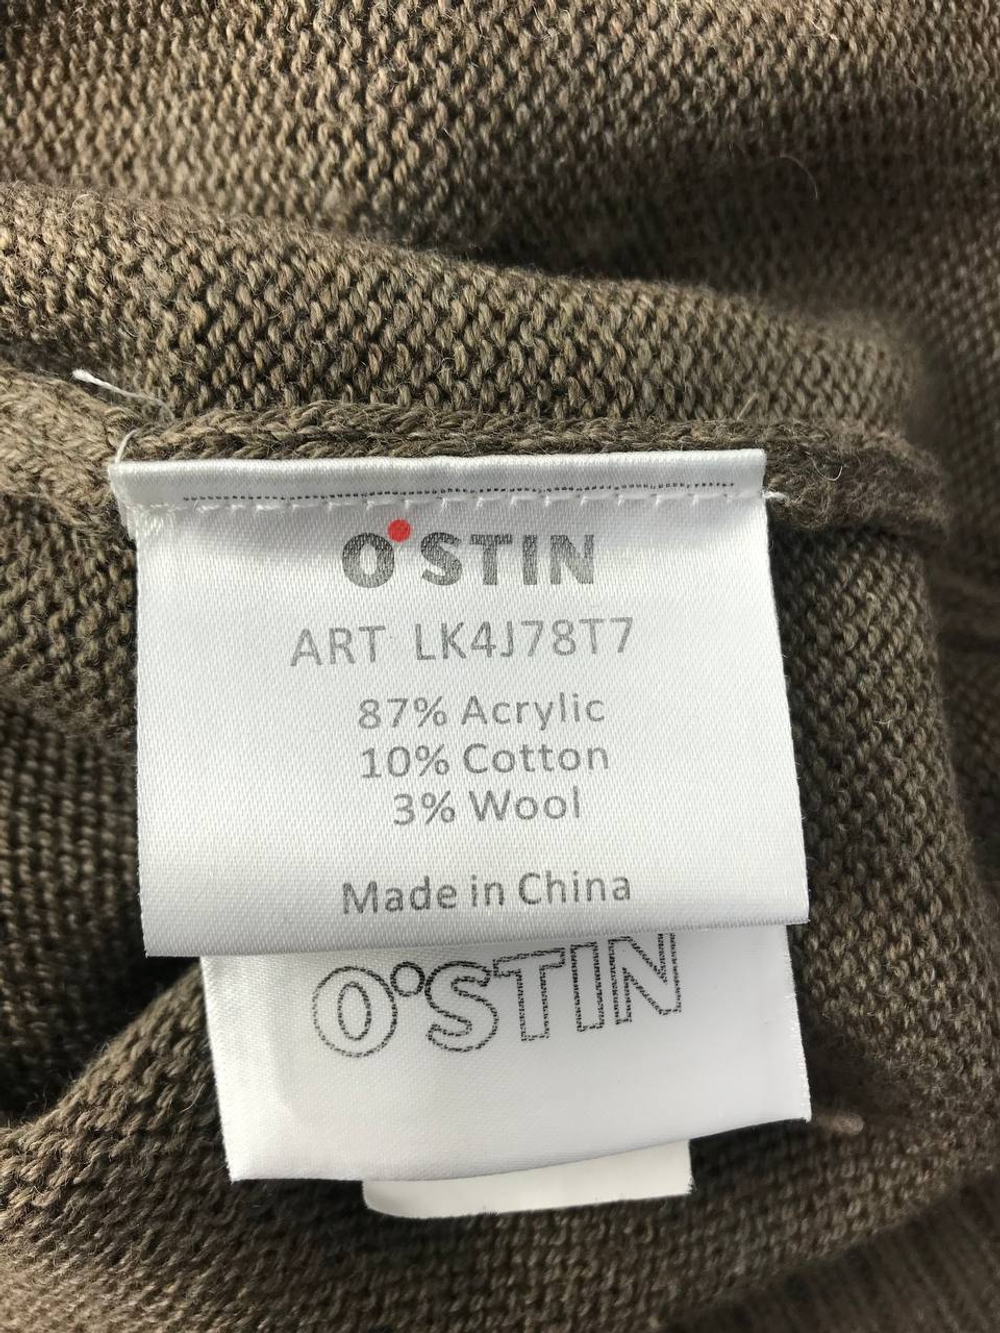 O'STIN
ART LK4J78T7
87% Acrylic
10% Cotton
3% Wool
Made in China
O'STIN